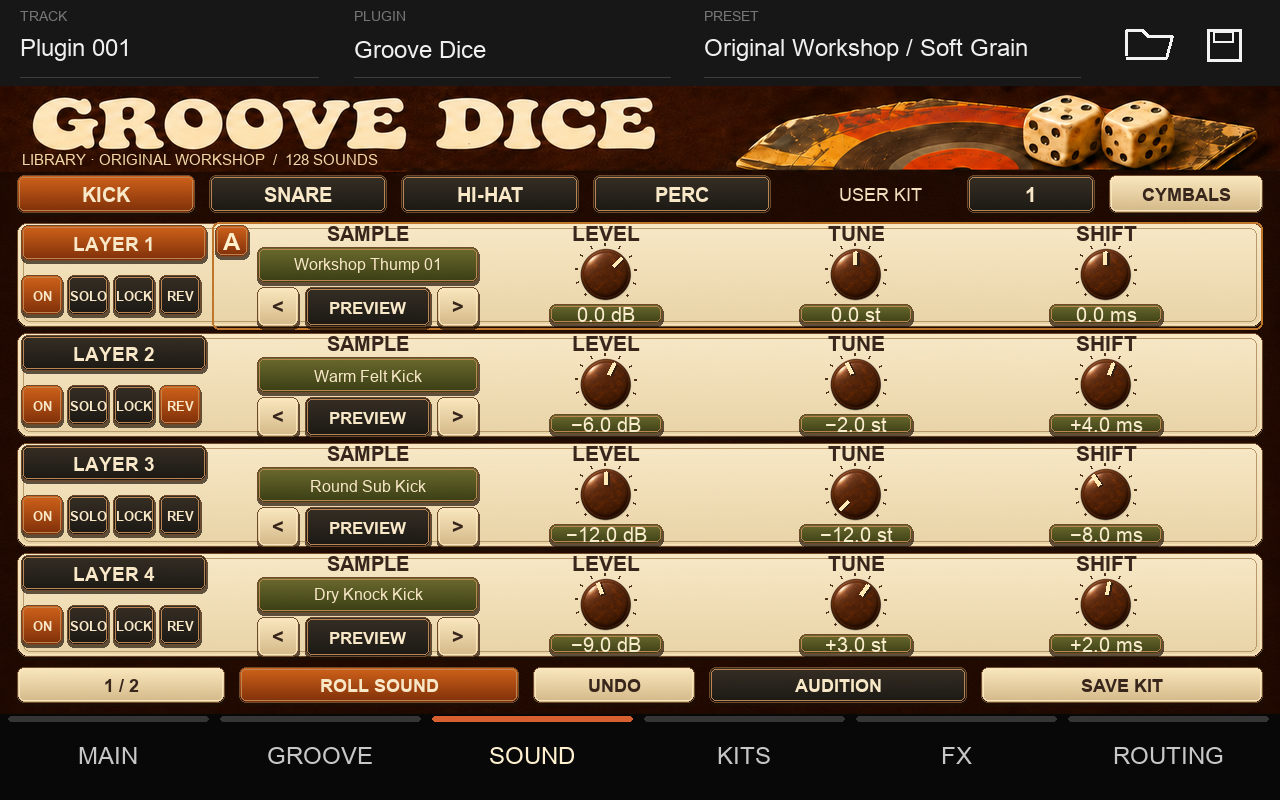 TRACK
Plugin 001
PLUGIN
Groove Dice
PRESET
Original Workshop / Soft Grain
GROOVE DICE
LIBRARY · ORIGINAL WORKSHOP / 128 SOUNDS
KICK
SNARE
HI-HAT
PERC
USER KIT
1
CYMBALS
LAYER 1
ON
SOLO
LOCK
REV
A
SAMPLE
Workshop Thump 01
<
PREVIEW
>
LEVEL
0.0 dB
TUNE
0.0 st
SHIFT
0.0 ms
LAYER 2
ON
SOLO
LOCK
REV
SAMPLE
Warm Felt Kick
<
PREVIEW
>
LEVEL
−6.0 dB
TUNE
−2.0 st
SHIFT
+4.0 ms
LAYER 3
ON
SOLO
LOCK
REV
SAMPLE
Round Sub Kick
<
PREVIEW
>
LEVEL
−12.0 dB
TUNE
−12.0 st
SHIFT
−8.0 ms
LAYER 4
ON
SOLO
LOCK
REV
SAMPLE
Dry Knock Kick
<
PREVIEW
>
LEVEL
−9.0 dB
TUNE
+3.0 st
SHIFT
+2.0 ms
1 / 2
ROLL SOUND
UNDO
AUDITION
SAVE KIT
MAIN
GROOVE
SOUND
KITS
FX
ROUTING